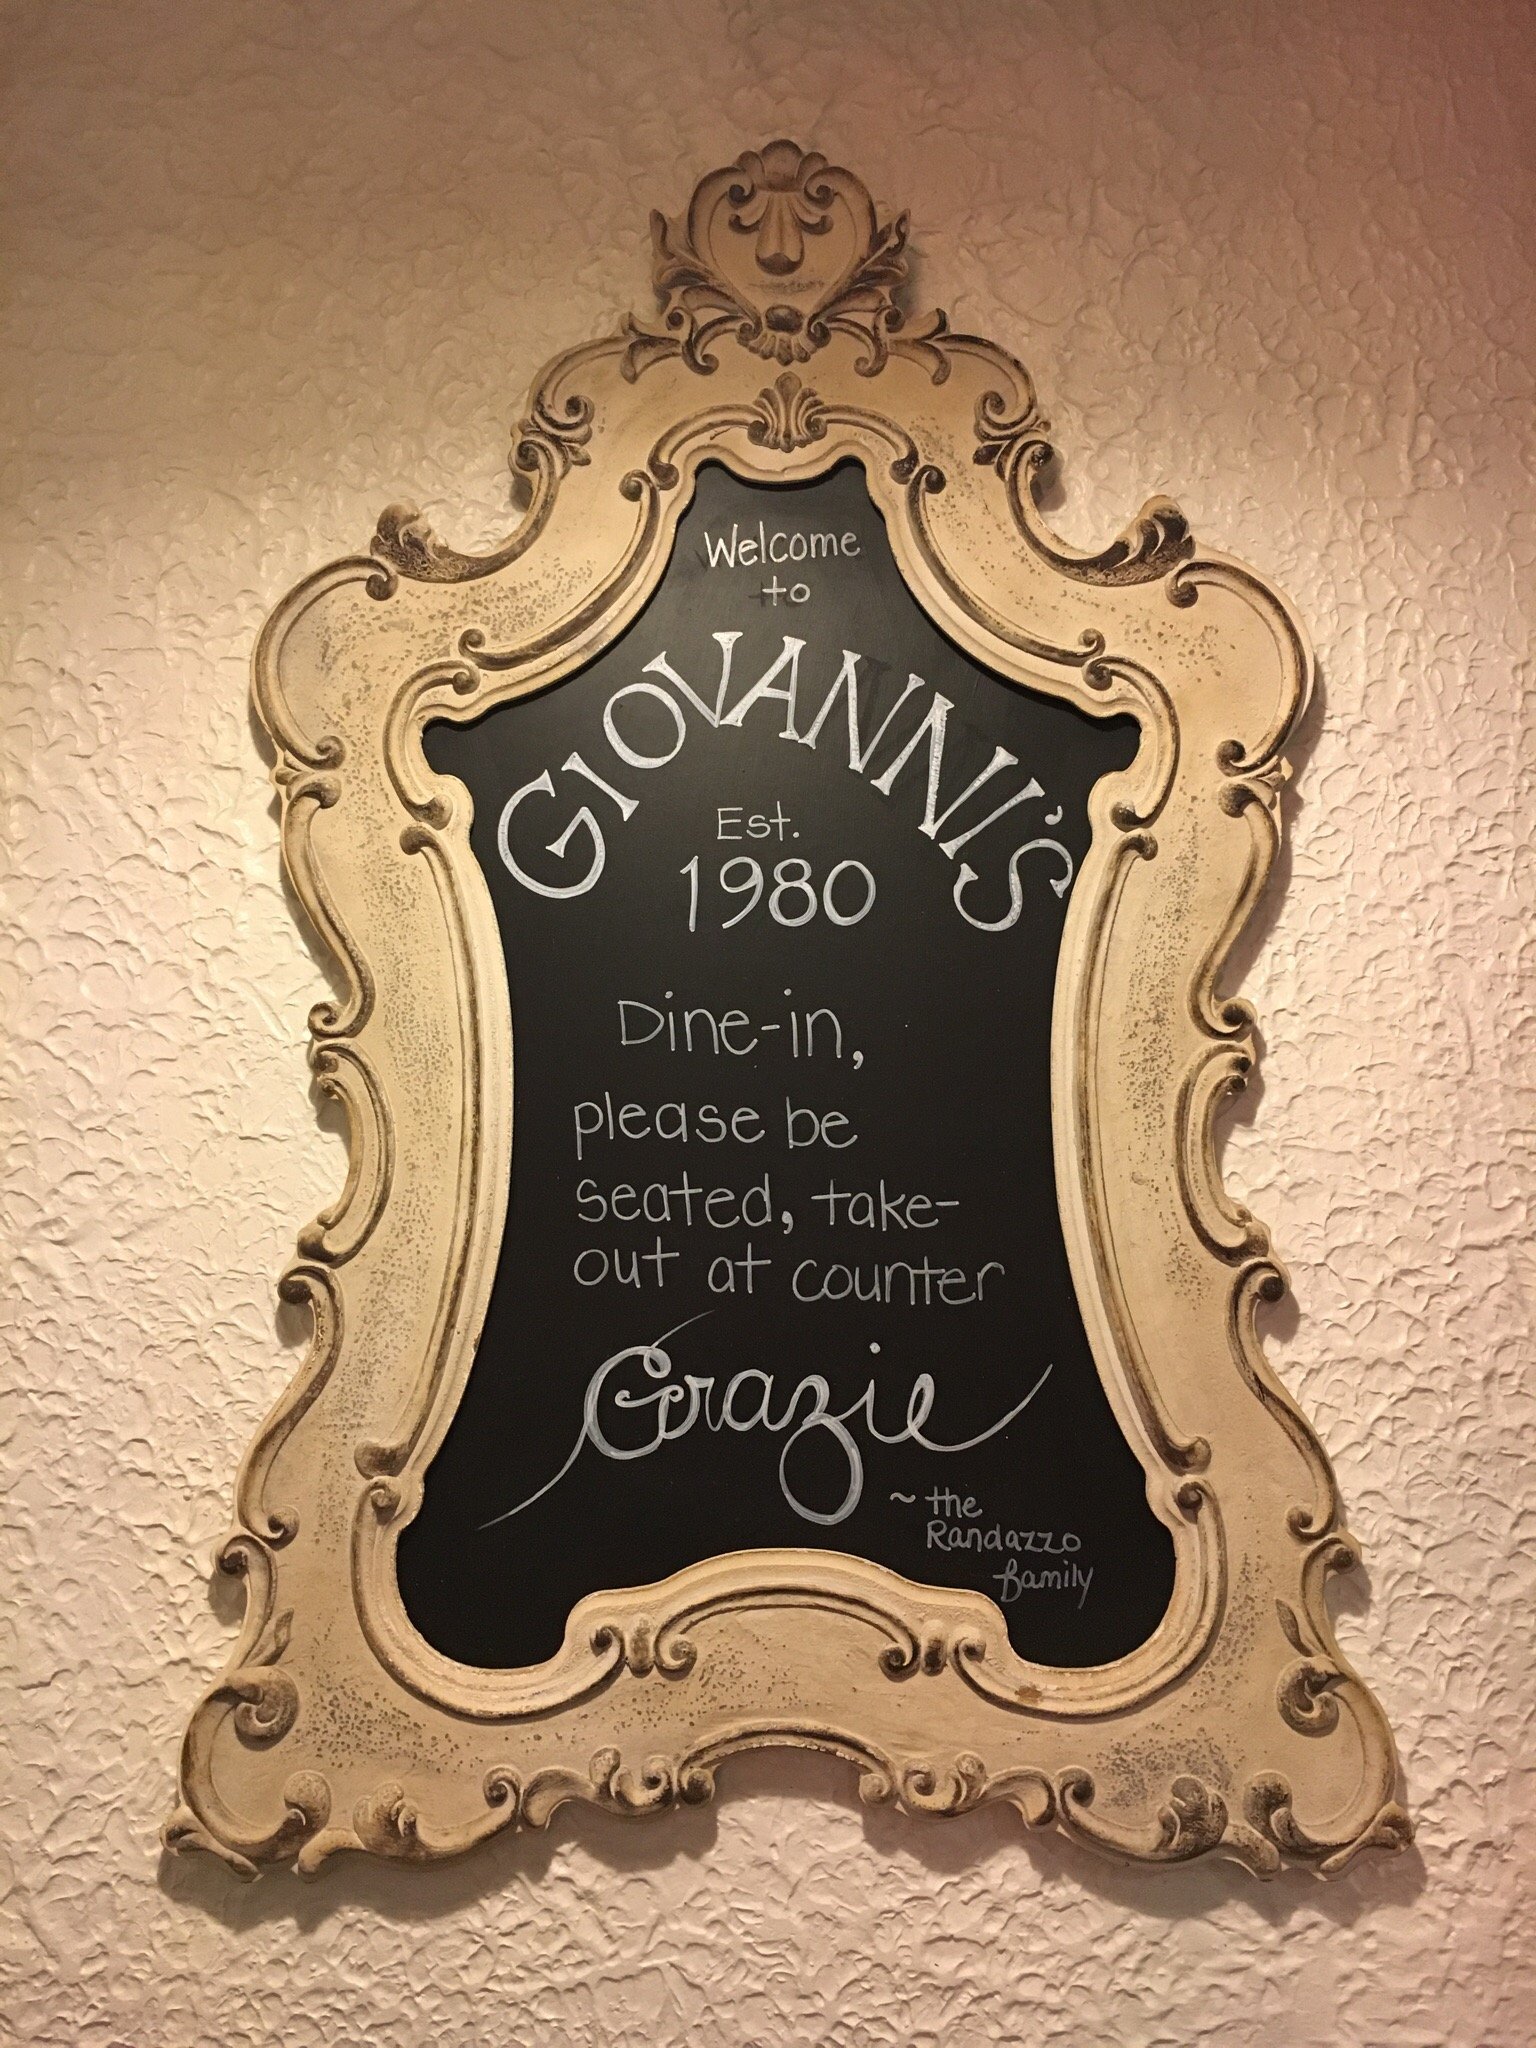 Welcome
to
GIOVANNI'S
Est.
1980
Dine-in,
please be
seated, take-
out at counter
Grazie
~ the
Randazzo
family